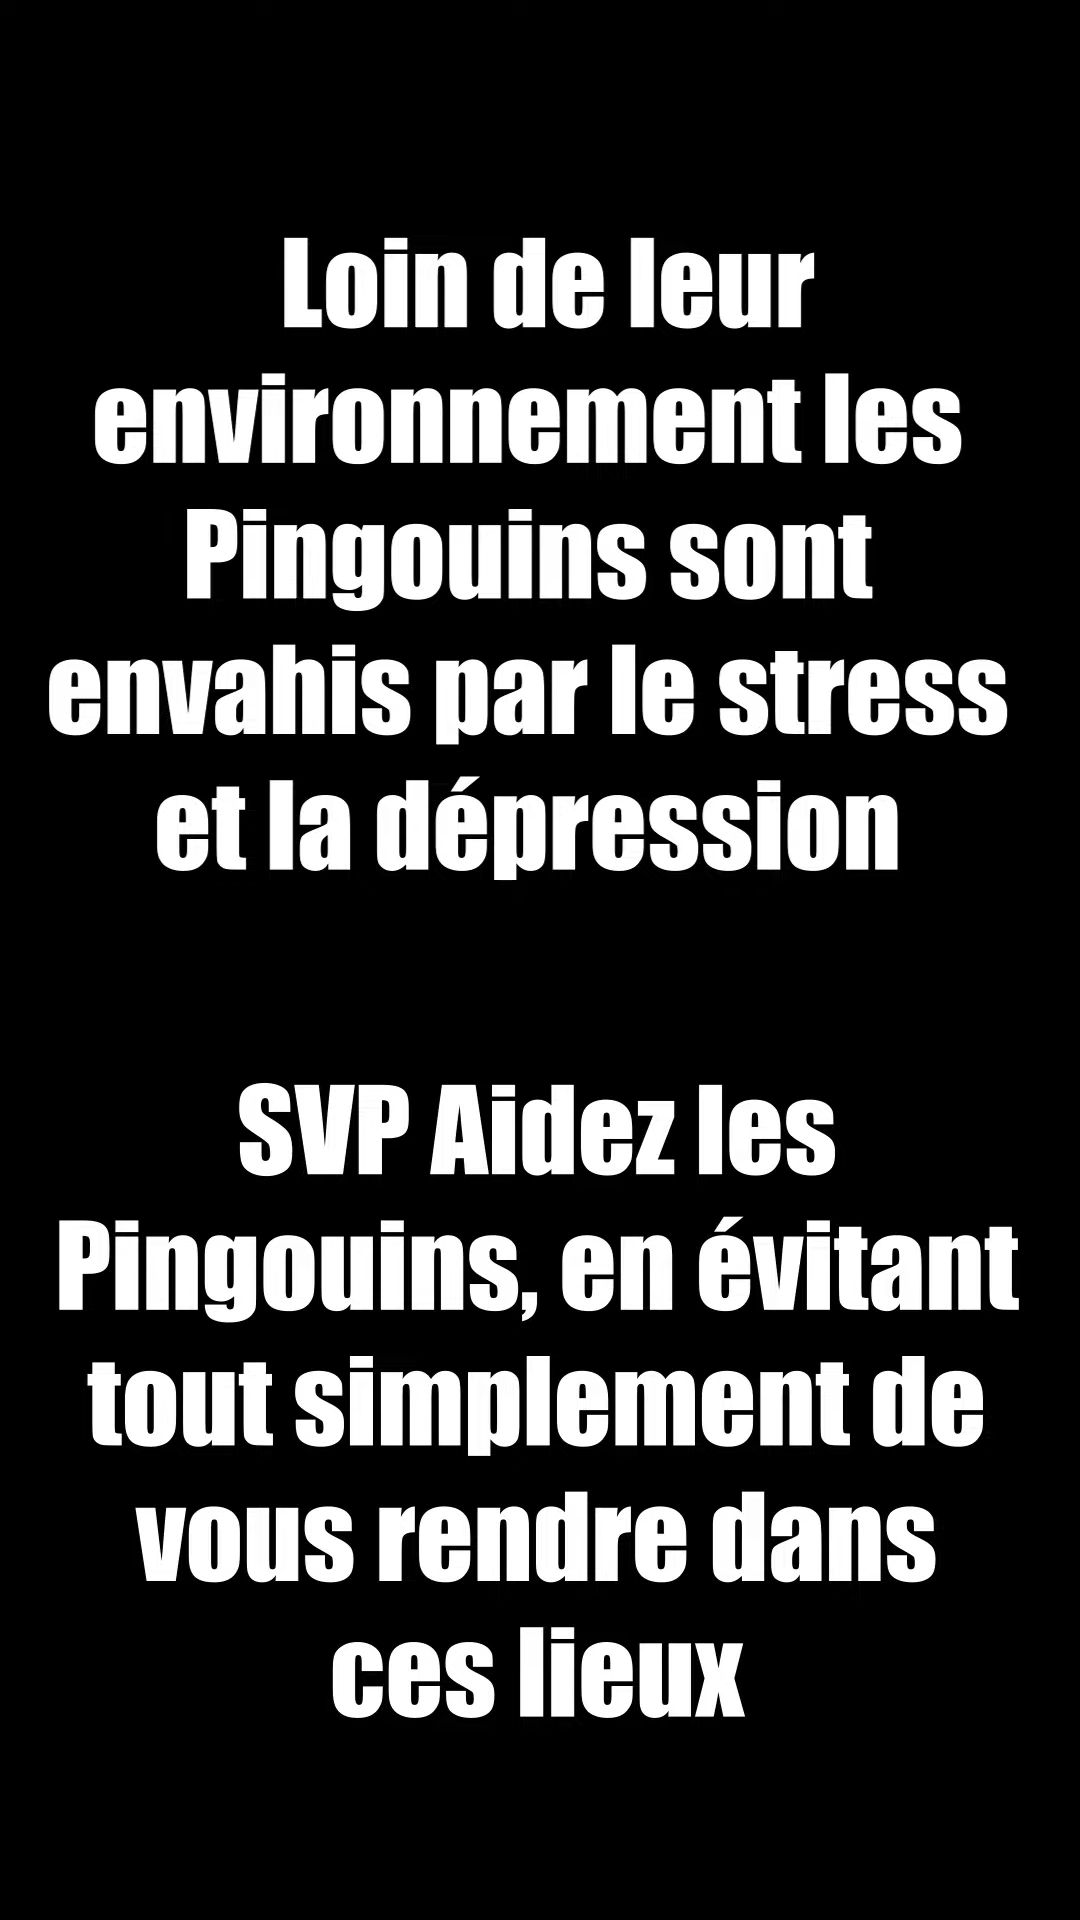 Loin de leur
environnement les
Pingouins sont
envahis par le stress
et la dépression
SVP Aidez les
Pingouins, en évitant
tout simplement de
vous rendre dans
ces lieux